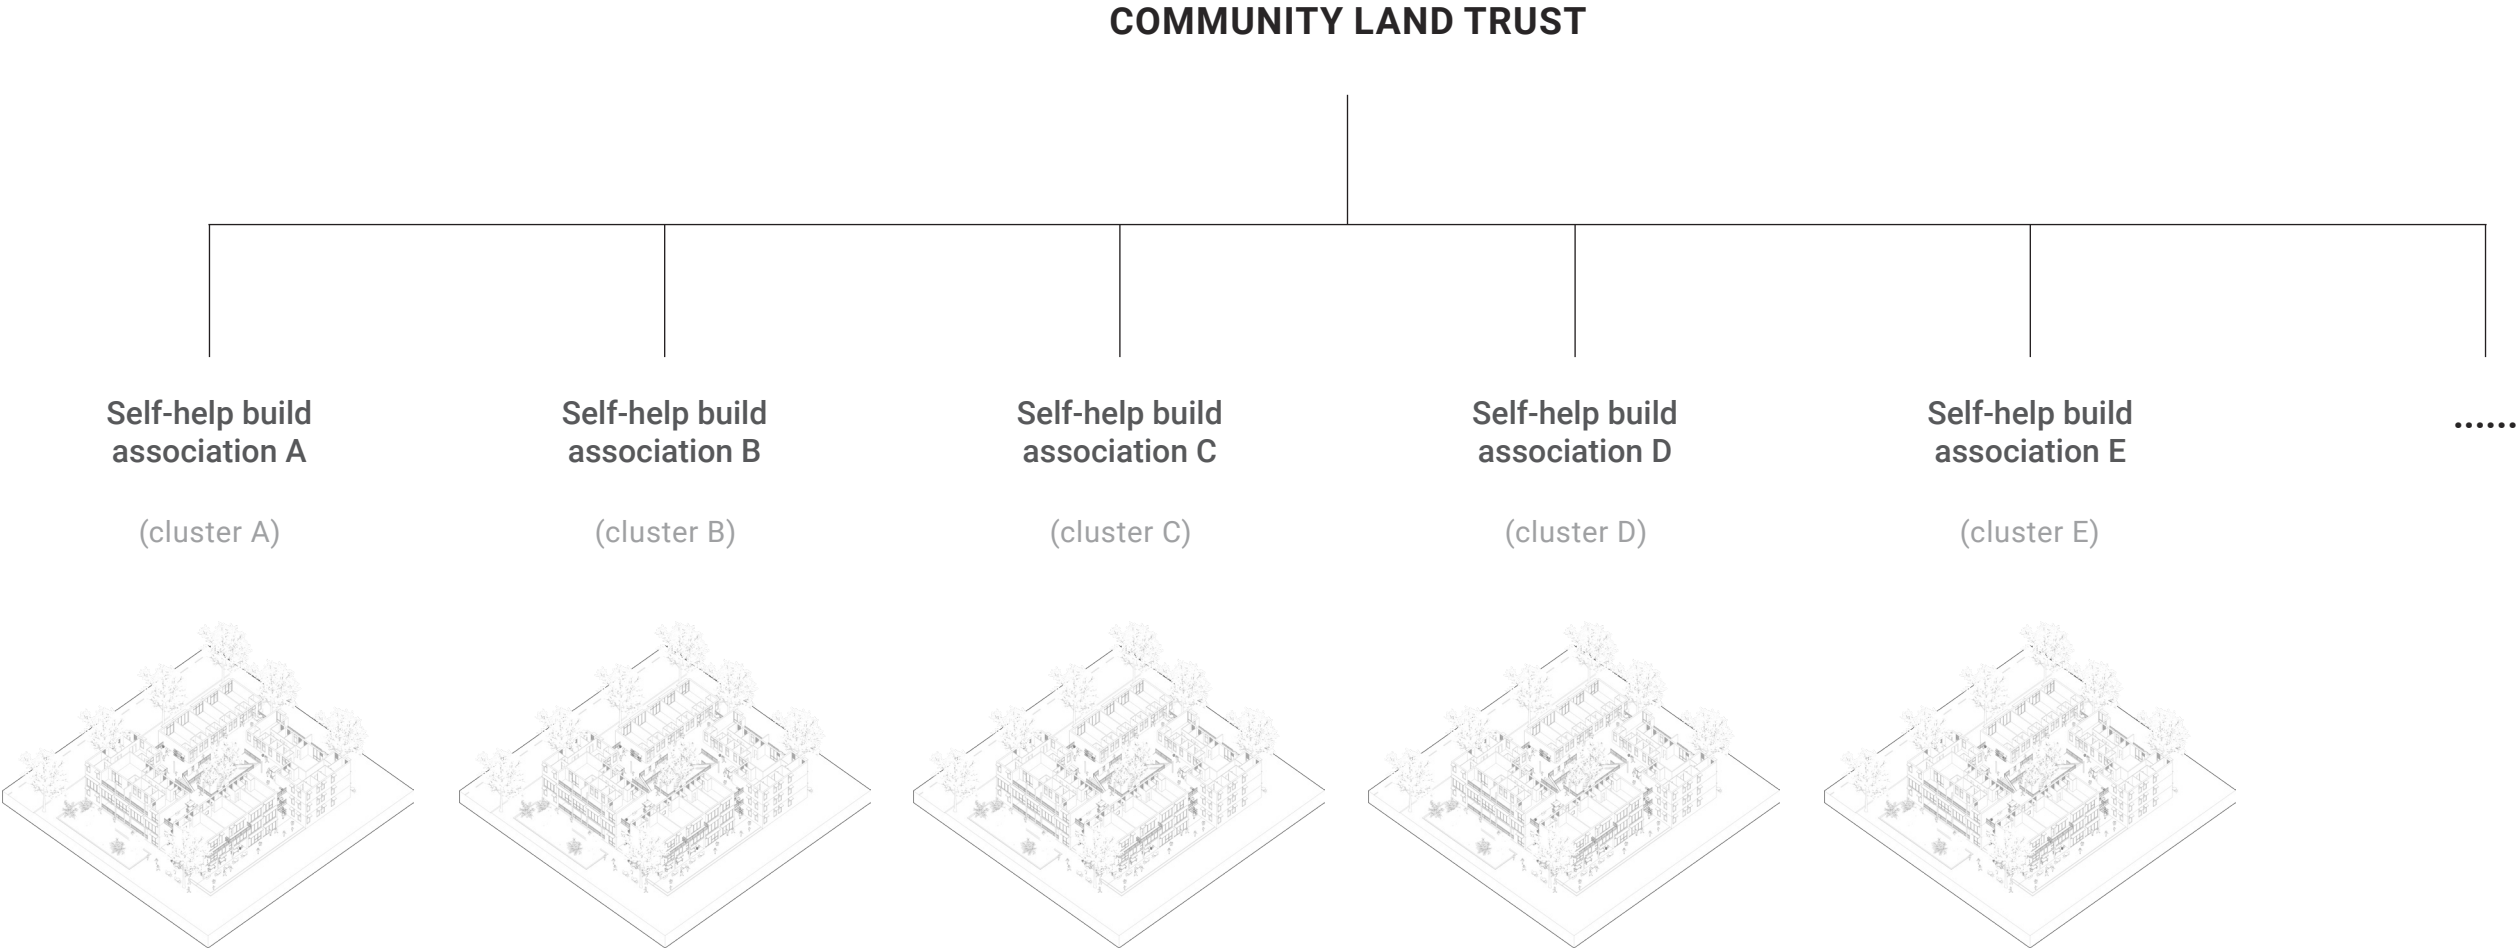 COMMUNITY LAND TRUST
Self-help build
association A
(cluster A)
Self-help build
association B
(cluster B)
Self-help build
association C
(cluster C)
Self-help build
association D
(cluster D)
Self-help build
association E
(cluster E)
......